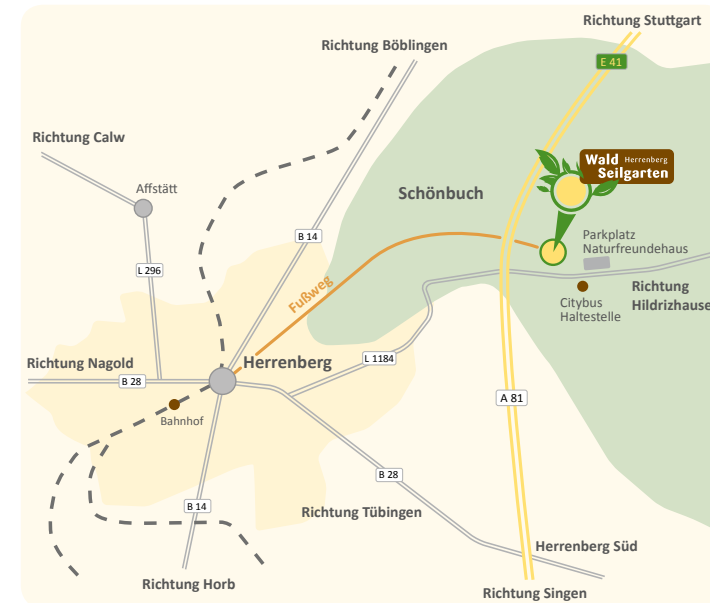 Richtung Stuttgart
Richtung Böblingen
E 41
Richtung Calw
Wald Herrenberg
Seilgarten
Affstätt
Schönbuch
B 14
Parkplatz
Naturfreundehaus
L 296
Richtung
Hildrizhause
Fußweg
Citybus
Haltestelle
Richtung Nagold
Herrenberg
L 1184
B 28
A 81
Bahnhof
B 28
B 14
Richtung Tübingen
Herrenberg Süd
Richtung Horb
Richtung Singen